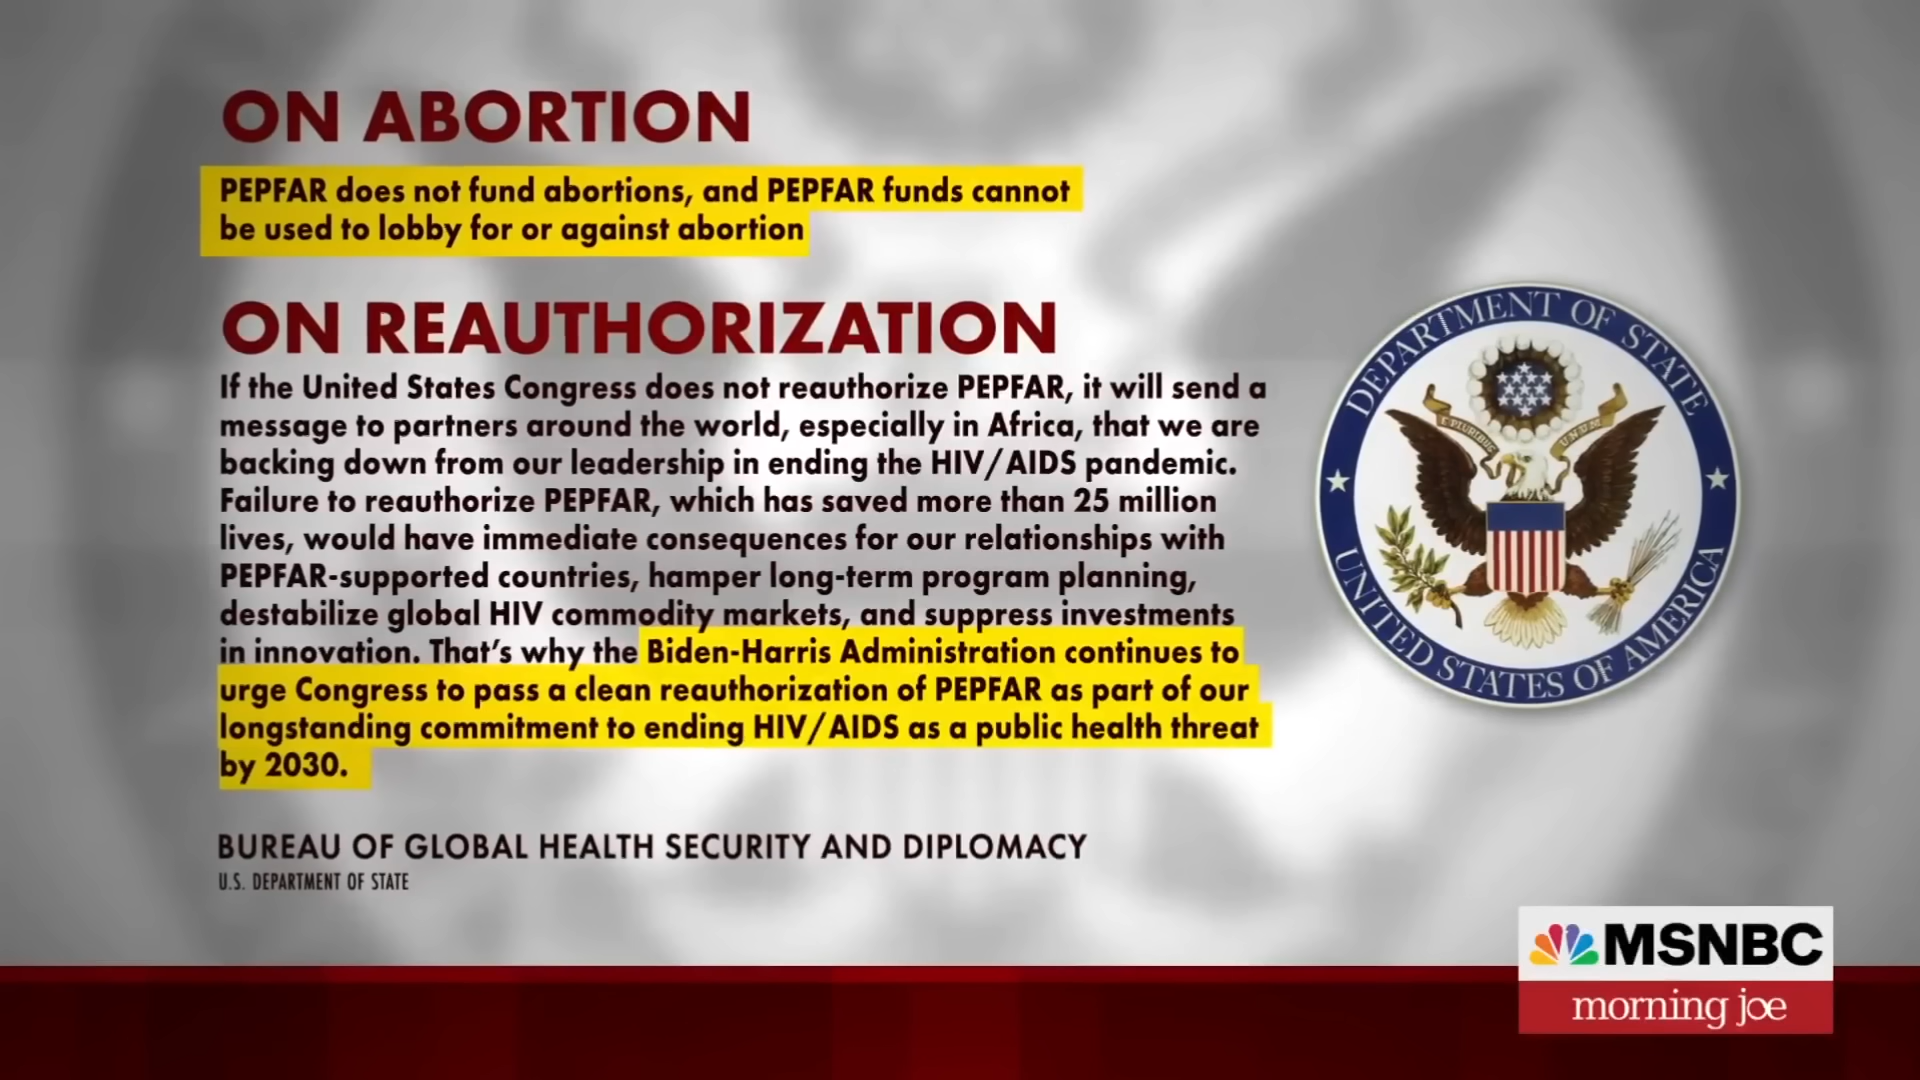 ON ABORTION
PEPFAR does not fund abortions, and PEPFAR funds cannot
be used to lobby for or against abortion
ON REAUTHORIZATION
If the United States Congress does not reauthorize PEPFAR, it will send a
message to partners around the world, especially in Africa, that we are
backing down from our leadership in ending the HIV/AIDS pandemic.
Failure to reauthorize PEPFAR, which has saved more than 25 million
lives, would have immediate consequences for our relationships with
PEPFAR-supported countries, hamper long-term program planning,
destabilize global HIV commodity markets, and suppress investments
in innovation. That's why the Biden-Harris Administration continues to
urge Congress to pass a clean reauthorization of PEPFAR as part of our
longstanding commitment to ending HIV/AIDS as a public health threat
by 2030.
BUREAU OF GLOBAL HEALTH SECURITY AND DIPLOMACY
U.S. DEPARTMENT OF STATE
DEPARTMENT OF STATE
E PLURIBUS UNUM
UNITED STATES OF AMERICA
MSNBC
morning joe